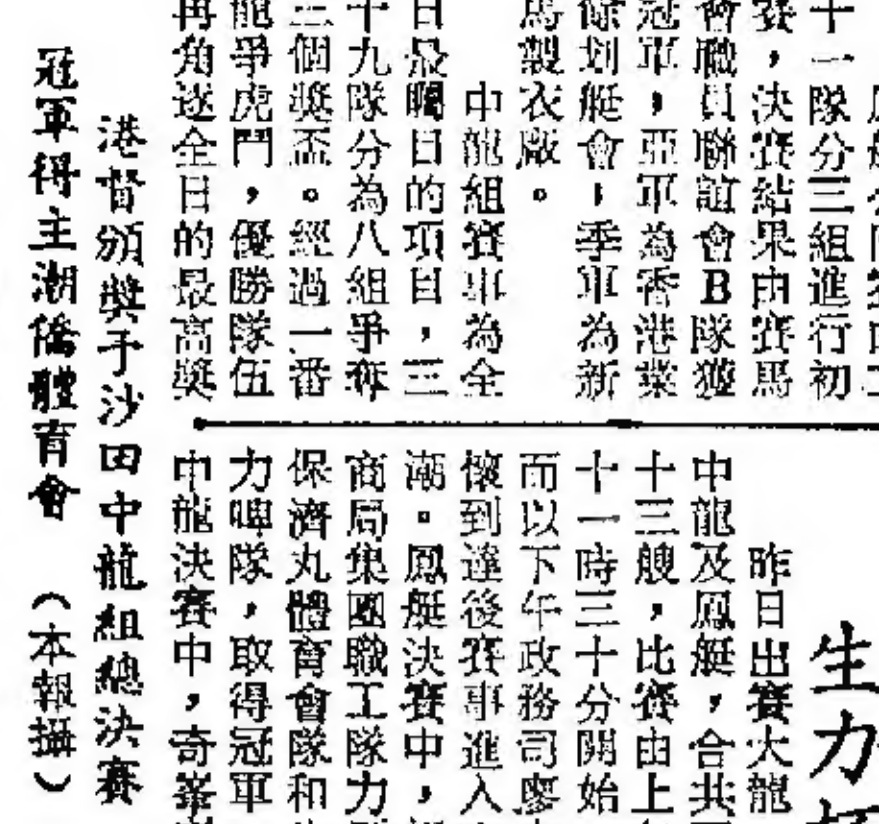 十一隊分三組進行初
賽，決賽結果由賽馬
會職員聯誼會B隊獲
冠軍，亞軍為香港業
餘划艇會，季軍為新
馬製衣廠。
中龍組賽事為全
日最矚目的項目，三
十九隊分為八組爭奪
三個獎盃。經過一番
龍爭虎鬥，優勝隊伍
再角逐全日的最高獎
生力
昨日出賽大龍
中龍及鳳艇，合共
十三艘，比賽由上
十一時三十分開始
而以下午政務司廖
懷到達後賽事進入
潮。鳳艇決賽中，
商局集團職工隊力
保濟丸體育會隊和
力啤隊，取得冠軍
中龍決賽中，奇峯
港督頒獎予沙田中龍組總決賽
冠軍得主潮僑體育會（本報攝）